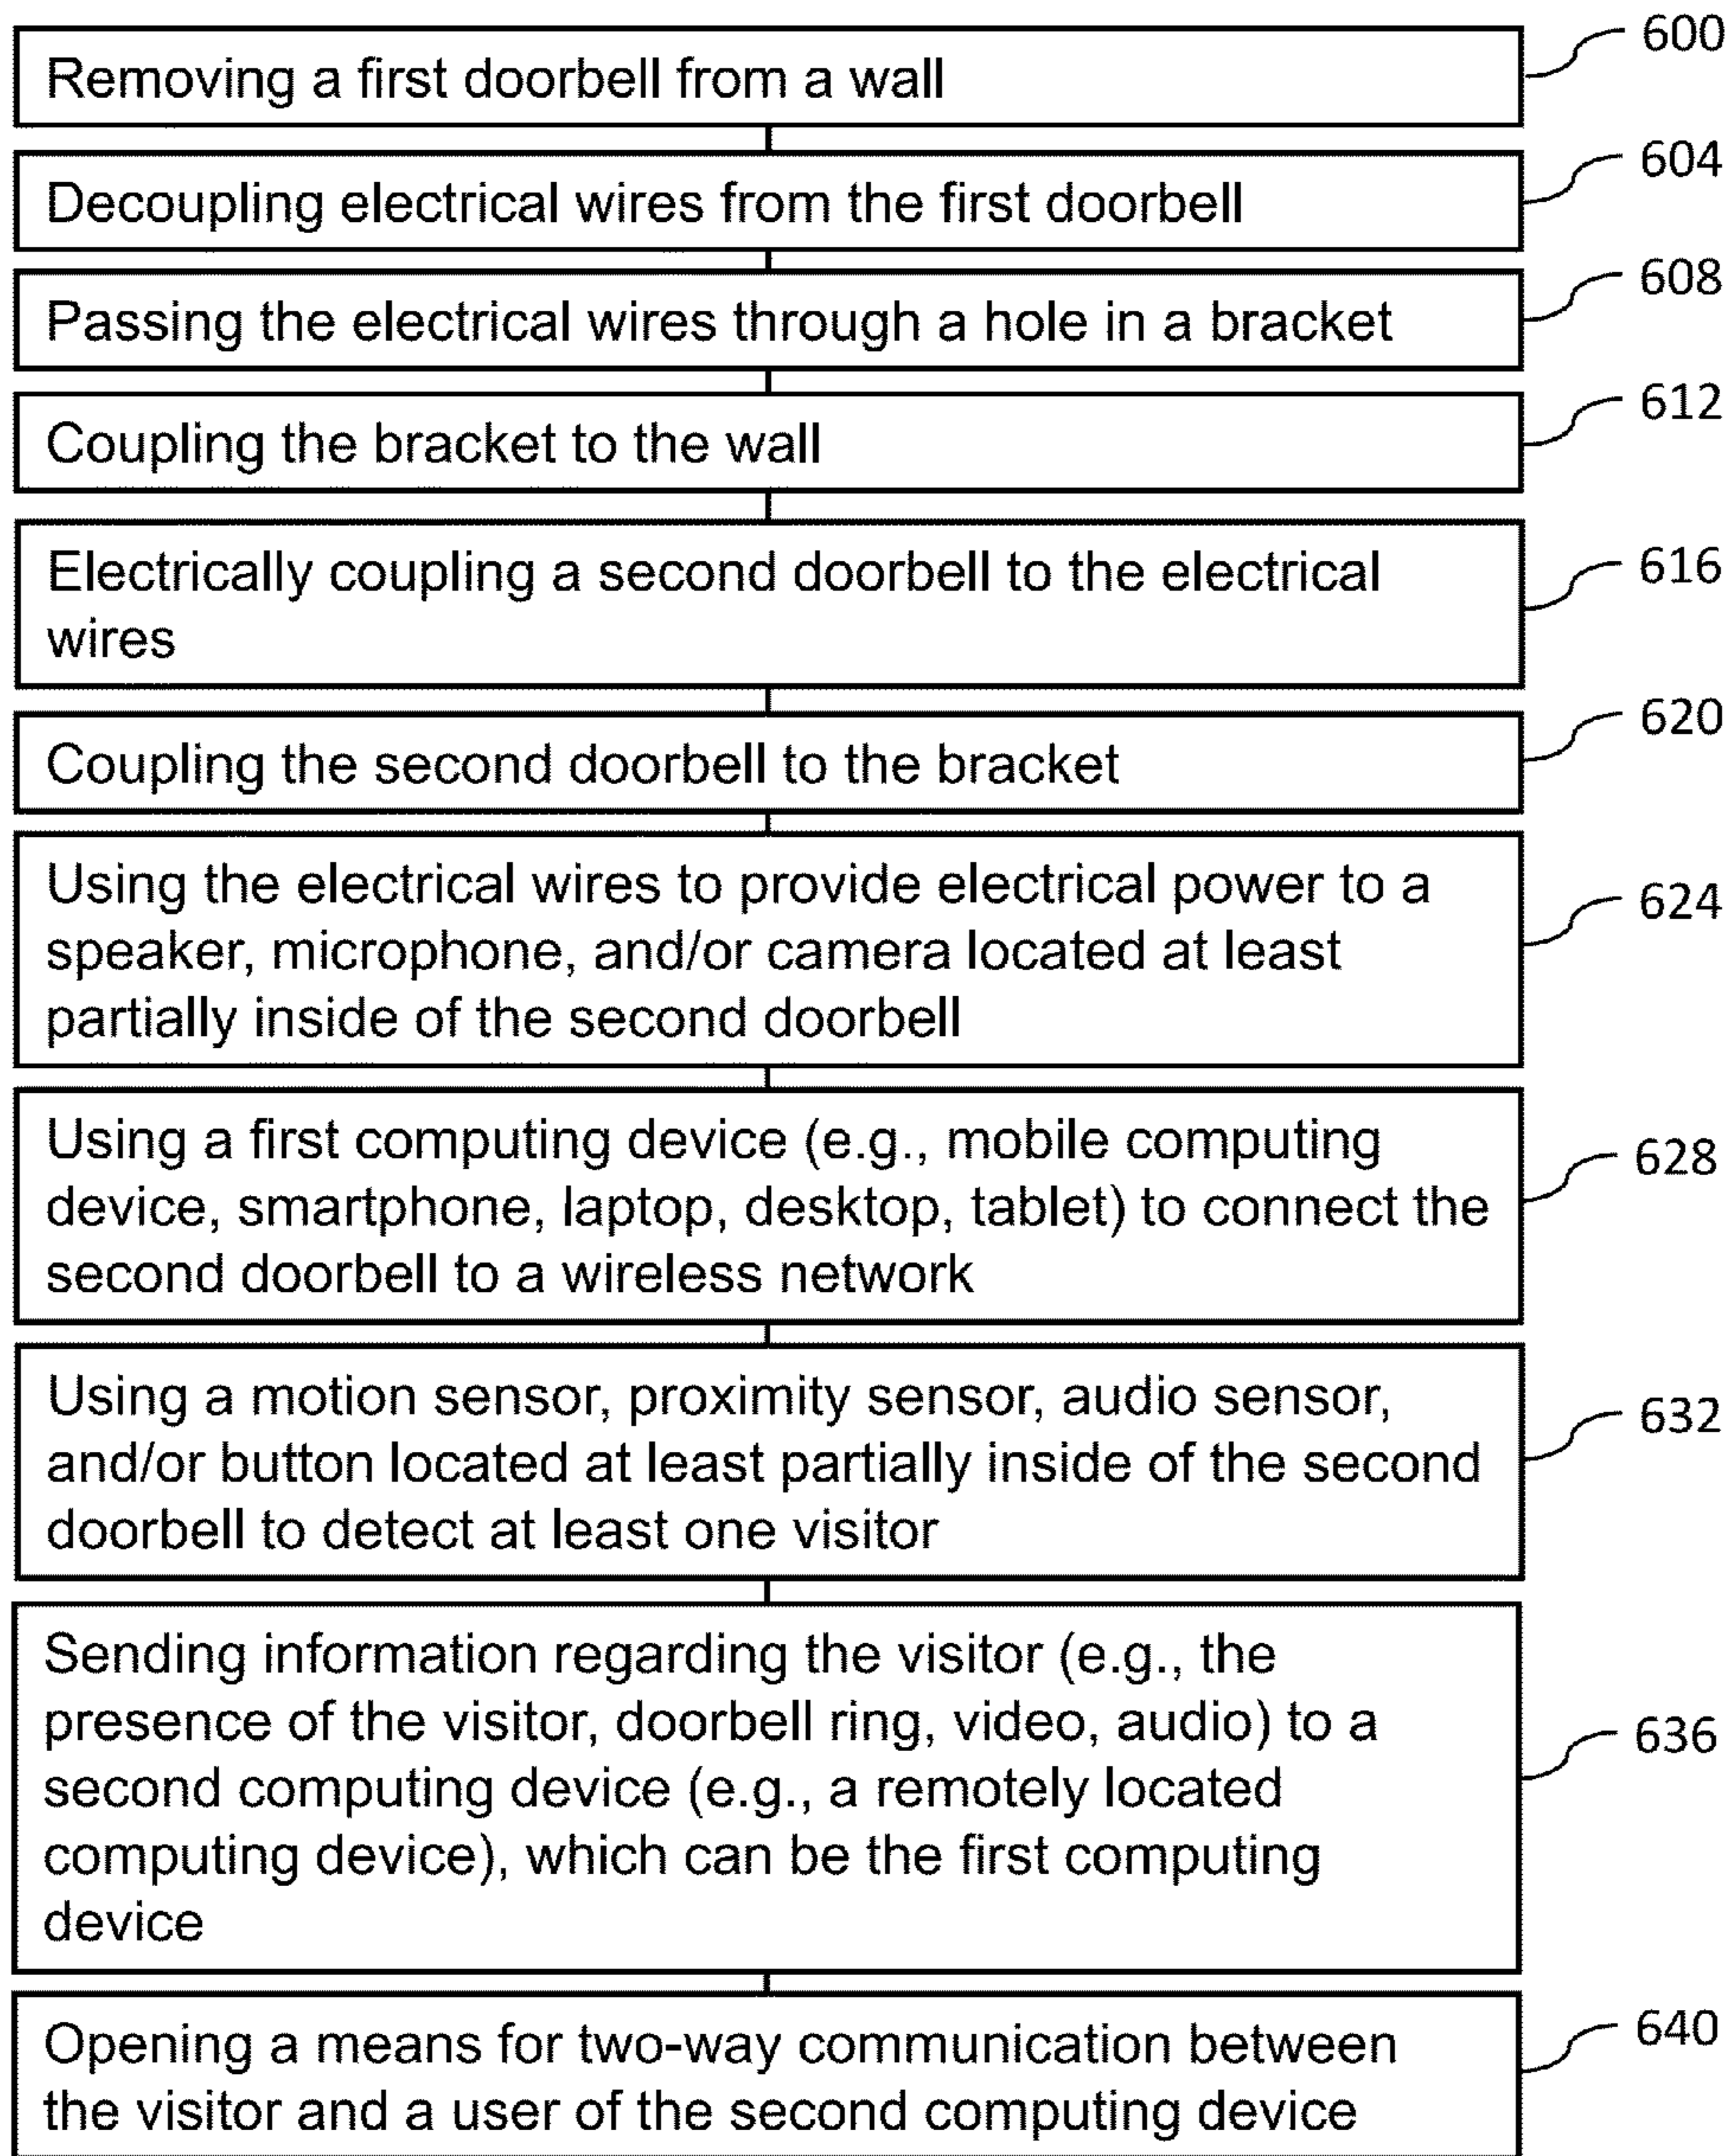 Removing a first doorbell from a wall
600
Decoupling electrical wires from the first doorbell
604
Passing the electrical wires through a hole in a bracket
608
Coupling the bracket to the wall
612
Electrically coupling a second doorbell to the electrical
wires
616
Coupling the second doorbell to the bracket
620
Using the electrical wires to provide electrical power to a
speaker, microphone, and/or camera located at least
partially inside of the second doorbell
624
Using a first computing device (e.g., mobile computing
device, smartphone, laptop, desktop, tablet) to connect the
second doorbell to a wireless network
628
Using a motion sensor, proximity sensor, audio sensor,
and/or button located at least partially inside of the second
doorbell to detect at least one visitor
632
Sending information regarding the visitor (e.g., the
presence of the visitor, doorbell ring, video, audio) to a
second computing device (e.g., a remotely located
computing device), which can be the first computing
device
636
Opening a means for two-way communication between
the visitor and a user of the second computing device
640